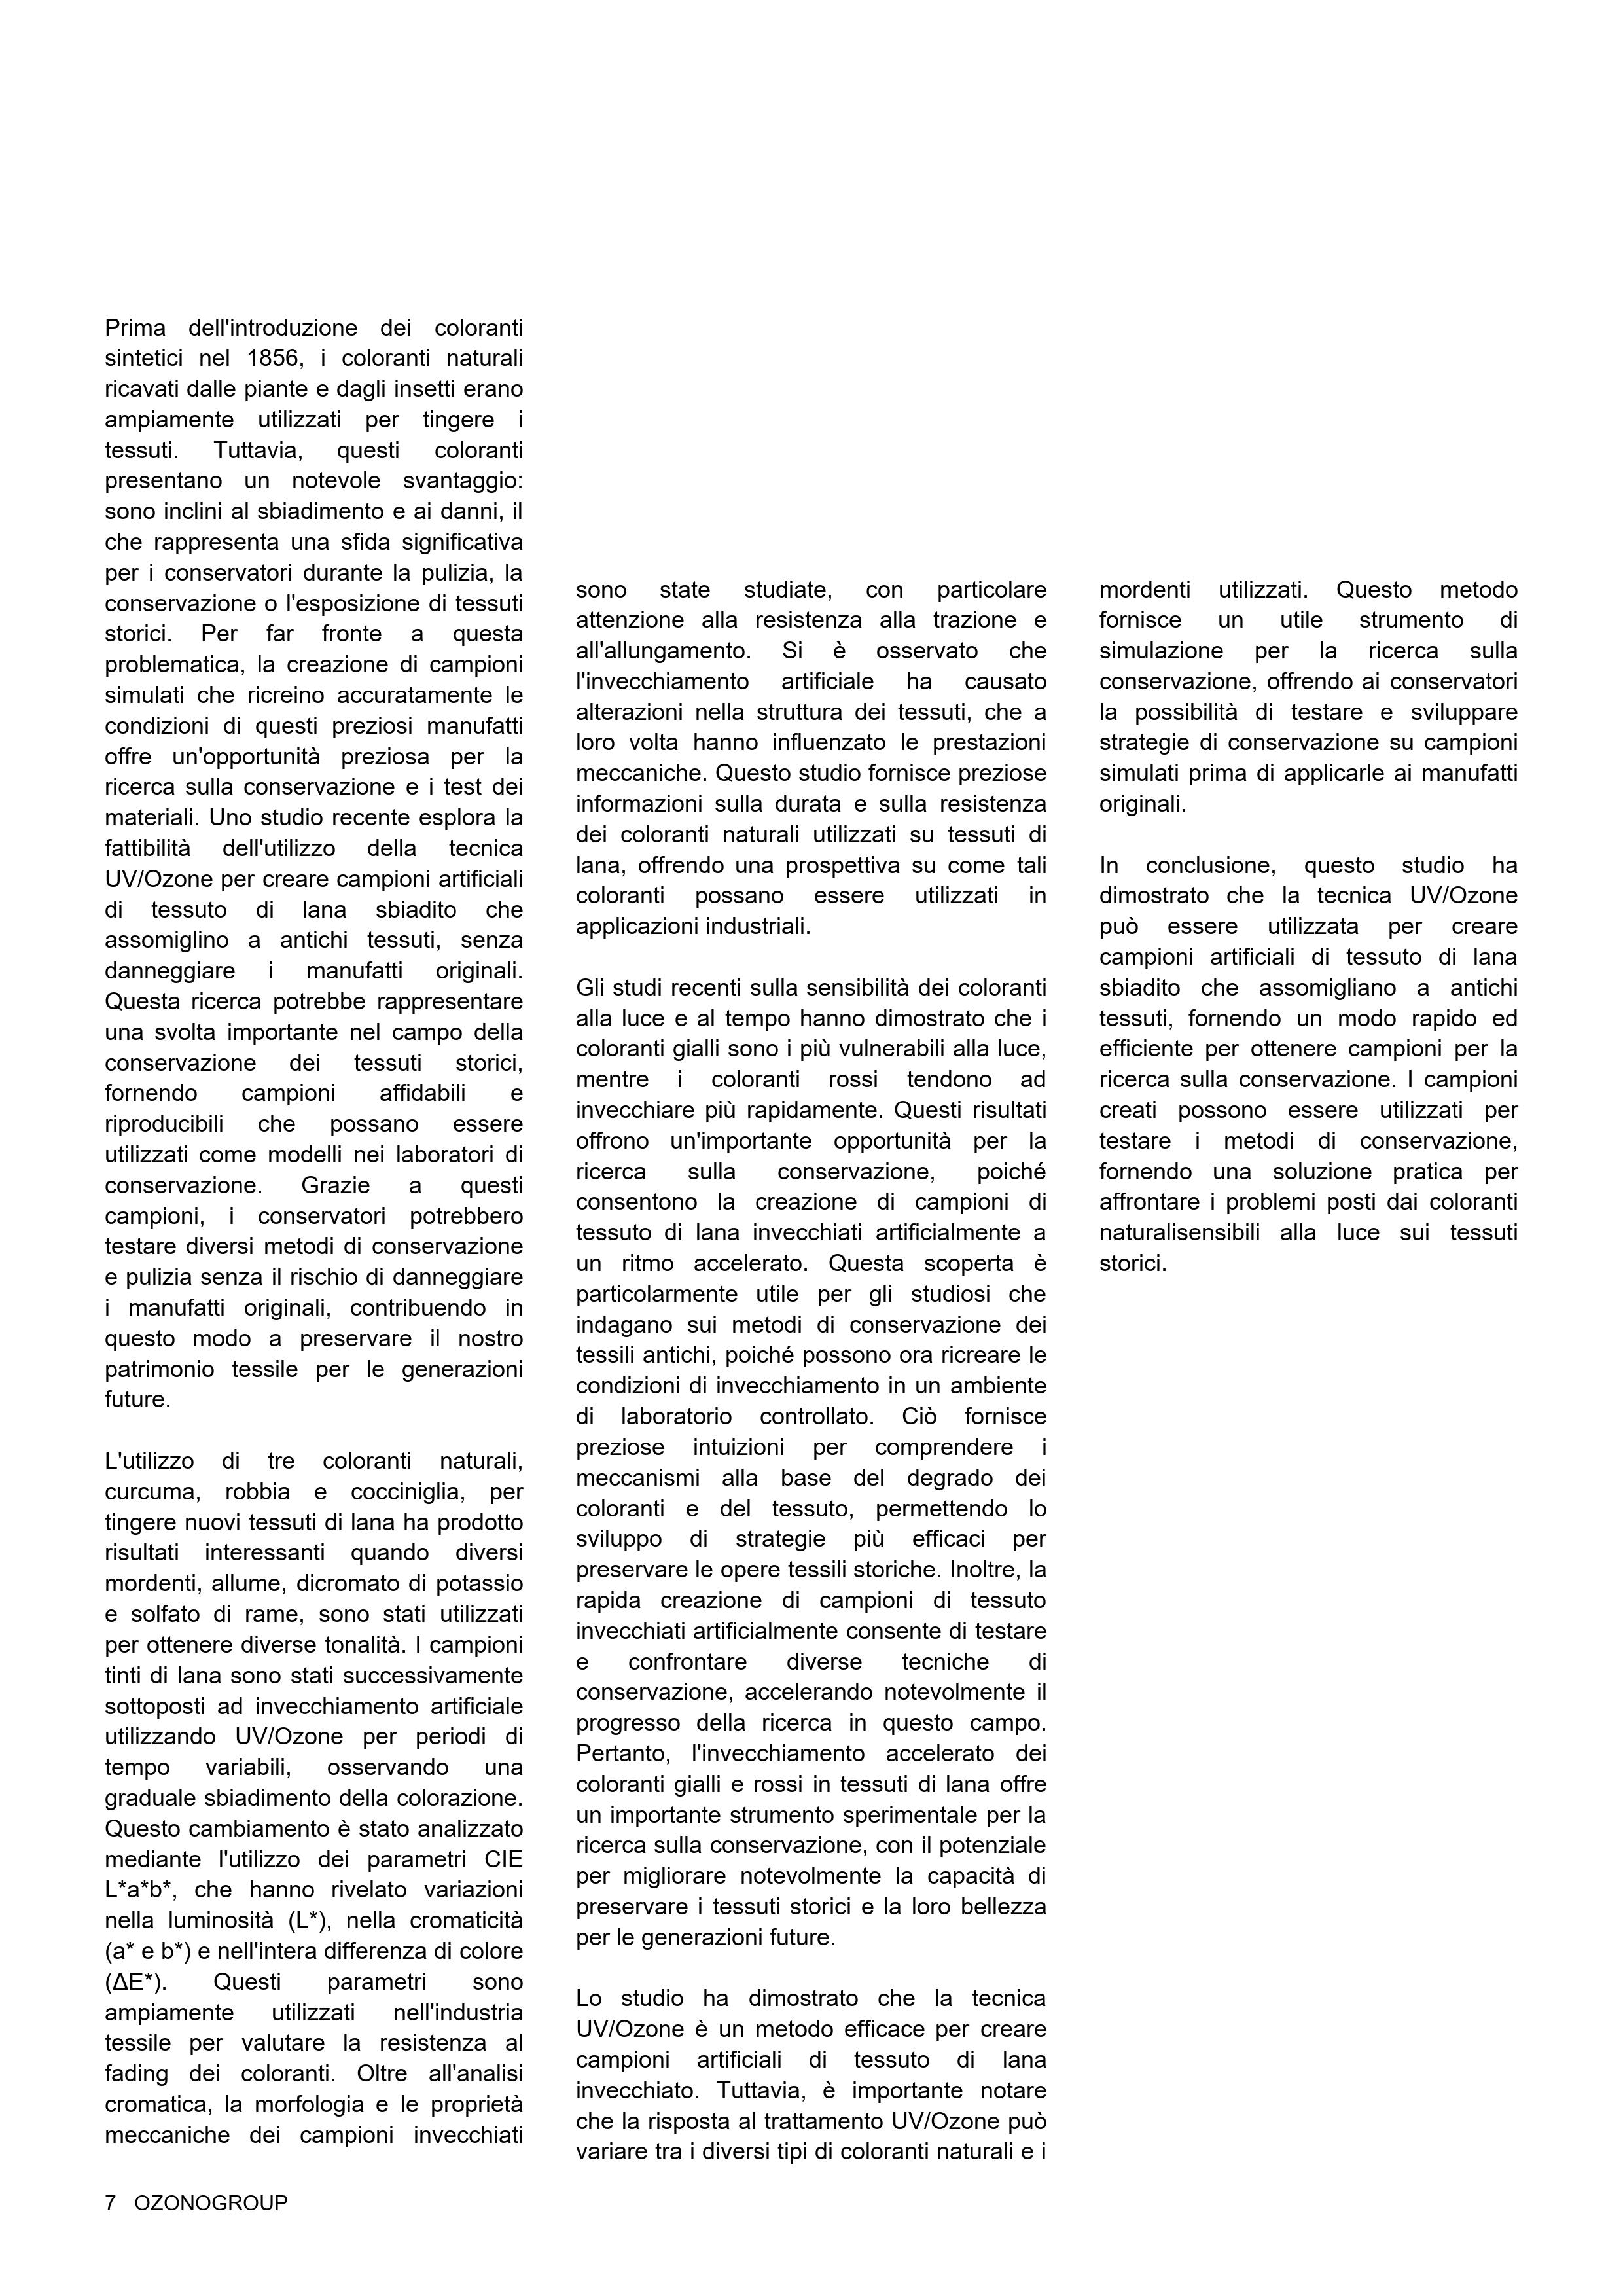 Prima dell'introduzione dei coloranti
sintetici nel 1856, i coloranti naturali
ricavati dalle piante e dagli insetti erano
ampiamente utilizzati per tingere i
tessuti. Tuttavia, questi coloranti
presentano un notevole svantaggio:
sono inclini al sbiadimento e ai danni, il
che rappresenta una sfida significativa
per i conservatori durante la pulizia, la
conservazione o l'esposizione di tessuti
storici. Per far fronte a questa
problematica, la creazione di campioni
simulati che ricreino accuratamente le
condizioni di questi preziosi manufatti
offre un'opportunità preziosa per la
ricerca sulla conservazione e i test dei
materiali. Uno studio recente esplora la
fattibilità dell'utilizzo della tecnica
UV/Ozone per creare campioni artificiali
di tessuto di lana sbiadito che
assomiglino a antichi tessuti, senza
danneggiare i manufatti originali.
Questa ricerca potrebbe rappresentare
una svolta importante nel campo della
conservazione dei tessuti storici,
fornendo campioni affidabili e
riproducibili che possano essere
utilizzati come modelli nei laboratori di
conservazione. Grazie a questi
campioni, i conservatori potrebbero
testare diversi metodi di conservazione
e pulizia senza il rischio di danneggiare
i manufatti originali, contribuendo in
questo modo a preservare il nostro
patrimonio tessile per le generazioni
future.

L'utilizzo di tre coloranti naturali,
curcuma, robbia e cocciniglia, per
tingere nuovi tessuti di lana ha prodotto
risultati interessanti quando diversi
mordenti, allume, dicromato di potassio
e solfato di rame, sono stati utilizzati
per ottenere diverse tonalità. I campioni
tinti di lana sono stati successivamente
sottoposti ad invecchiamento artificiale
utilizzando UV/Ozone per periodi di
tempo variabili, osservando una
graduale sbiadimento della colorazione.
Questo cambiamento è stato analizzato
mediante l'utilizzo dei parametri CIE
L*a*b*, che hanno rivelato variazioni
nella luminosità (L*), nella cromaticità
(a* e b*) e nell'intera differenza di colore
(ΔE*). Questi parametri sono
ampiamente utilizzati nell'industria
tessile per valutare la resistenza al
fading dei coloranti. Oltre all'analisi
cromatica, la morfologia e le proprietà
meccaniche dei campioni invecchiati
sono state studiate, con particolare
attenzione alla resistenza alla trazione e
all'allungamento. Si è osservato che
l'invecchiamento artificiale ha causato
alterazioni nella struttura dei tessuti, che a
loro volta hanno influenzato le prestazioni
meccaniche. Questo studio fornisce preziose
informazioni sulla durata e sulla resistenza
dei coloranti naturali utilizzati su tessuti di
lana, offrendo una prospettiva su come tali
coloranti possano essere utilizzati in
applicazioni industriali.

Gli studi recenti sulla sensibilità dei coloranti
alla luce e al tempo hanno dimostrato che i
coloranti gialli sono i più vulnerabili alla luce,
mentre i coloranti rossi tendono ad
invecchiare più rapidamente. Questi risultati
offrono un'importante opportunità per la
ricerca sulla conservazione, poiché
consentono la creazione di campioni di
tessuto di lana invecchiati artificialmente a
un ritmo accelerato. Questa scoperta è
particolarmente utile per gli studiosi che
indagano sui metodi di conservazione dei
tessili antichi, poiché possono ora ricreare le
condizioni di invecchiamento in un ambiente
di laboratorio controllato. Ciò fornisce
preziose intuizioni per comprendere i
meccanismi alla base del degrado dei
coloranti e del tessuto, permettendo lo
sviluppo di strategie più efficaci per
preservare le opere tessili storiche. Inoltre, la
rapida creazione di campioni di tessuto
invecchiati artificialmente consente di testare
e confrontare diverse tecniche di
conservazione, accelerando notevolmente il
progresso della ricerca in questo campo.
Pertanto, l'invecchiamento accelerato dei
coloranti gialli e rossi in tessuti di lana offre
un importante strumento sperimentale per la
ricerca sulla conservazione, con il potenziale
per migliorare notevolmente la capacità di
preservare i tessuti storici e la loro bellezza
per le generazioni future.

Lo studio ha dimostrato che la tecnica
UV/Ozone è un metodo efficace per creare
campioni artificiali di tessuto di lana
invecchiato. Tuttavia, è importante notare
che la risposta al trattamento UV/Ozone può
variare tra i diversi tipi di coloranti naturali e i
mordenti utilizzati. Questo metodo
fornisce un utile strumento di
simulazione per la ricerca sulla
conservazione, offrendo ai conservatori
la possibilità di testare e sviluppare
strategie di conservazione su campioni
simulati prima di applicarle ai manufatti
originali.

In conclusione, questo studio ha
dimostrato che la tecnica UV/Ozone
può essere utilizzata per creare
campioni artificiali di tessuto di lana
sbiadito che assomigliano a antichi
tessuti, fornendo un modo rapido ed
efficiente per ottenere campioni per la
ricerca sulla conservazione. I campioni
creati possono essere utilizzati per
testare i metodi di conservazione,
fornendo una soluzione pratica per
affrontare i problemi posti dai coloranti
naturalisensibili alla luce sui tessuti
storici.

7 OZONOGROUP